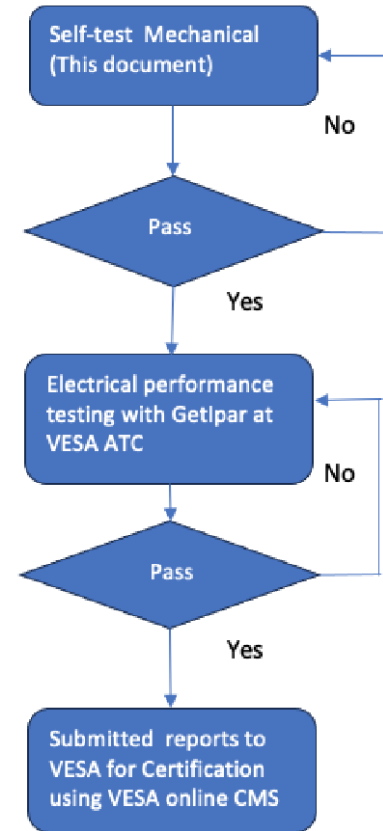 Self-test  Mechanical
(This document)
No
Pass
Yes
Electrical performance
testing with GetIpar at
VESA ATC
No
Pass
Yes
Submitted  reports to
VESA for Certification
using VESA online CMS